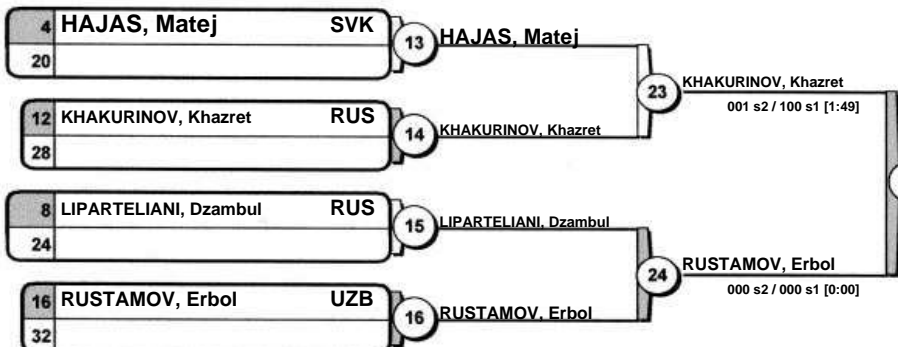 4 HAJAS, Matej SVK
20
13 HAJAS, Matej
23 KHAKURINOV, Khazret
001 s2 / 100 s1 [1:49]
12 KHAKURINOV, Khazret RUS
28
14 KHAKURINOV, Khazret
8 LIPARTELIANI, Dzambul RUS
24
15 LIPARTELIANI, Dzambul
24 RUSTAMOV, Erbol
000 s2 / 000 s1 [0:00]
16 RUSTAMOV, Erbol UZB
32
16 RUSTAMOV, Erbol